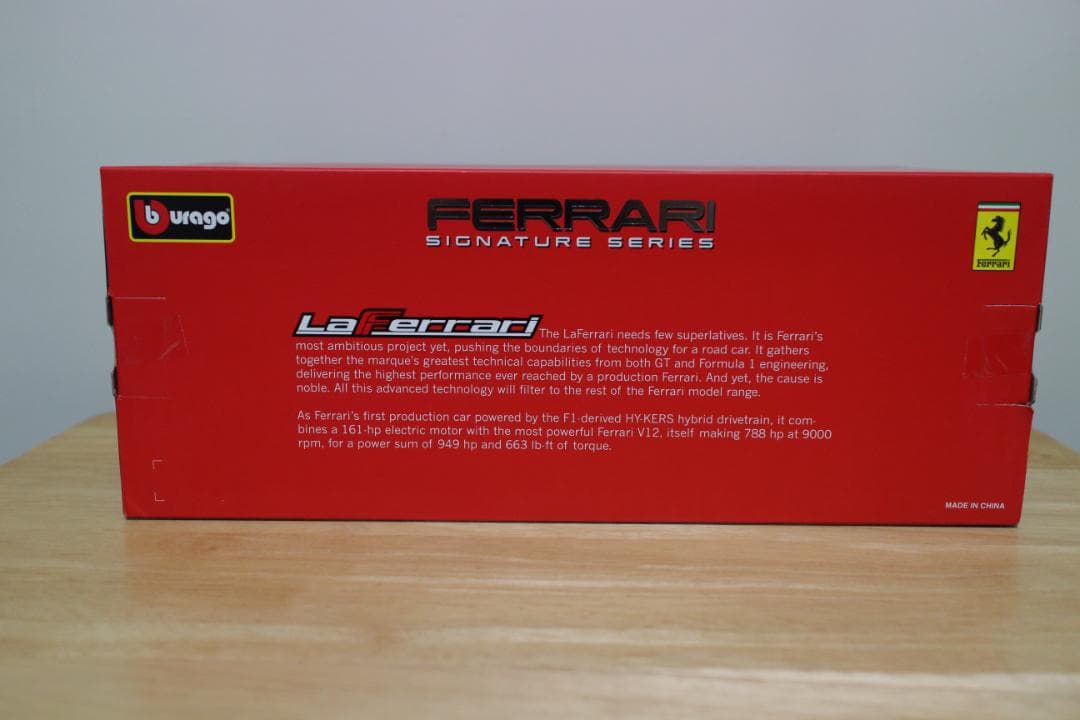 burago
FERRARI
SIGNATURE SERIES
Ferrari
LaFerrari The LaFerrari needs few superlatives. It is Ferrari's
most ambitious project yet, pushing the boundaries of technology for a road car. It gathers
together the marque's greatest technical capabilities from both GT and Formula 1 engineering,
delivering the highest performance ever reached by a production Ferrari. And yet, the cause is
noble. All this advanced technology will filter to the rest of the Ferrari model range.
As Ferrari's first production car powered by the F1-derived HY-KERS hybrid drivetrain, it com-
bines a 161-hp electric motor with the most powerful Ferrari V12, itself making 788 hp at 9000
rpm, for a power sum of 949 hp and 663 lb-ft of torque.
MADE IN CHINA